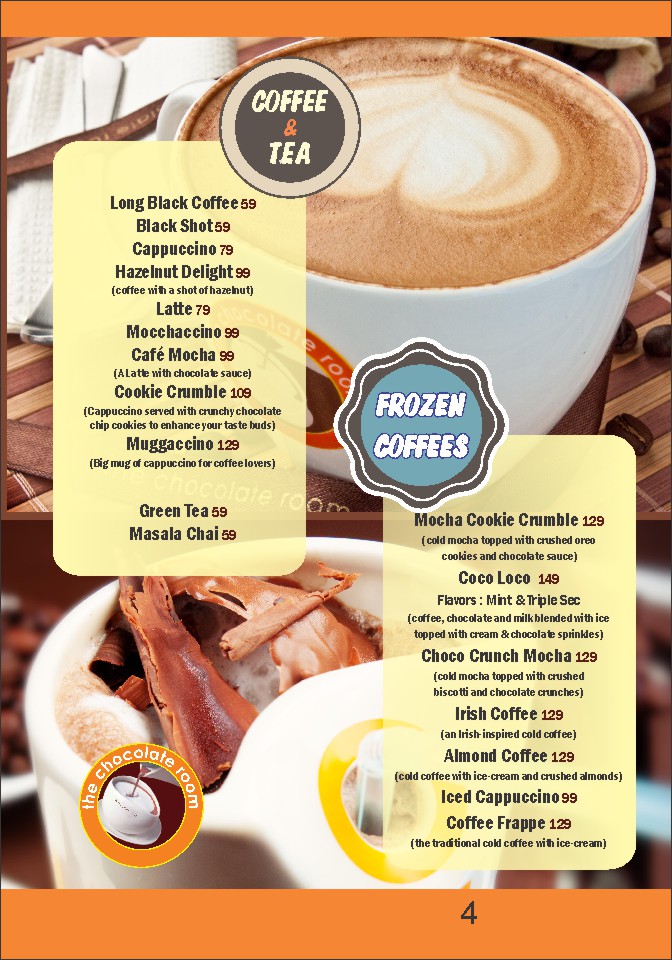 COFFEE
&
TEA
Long Black Coffee 59
Black Shot 59
Cappuccino 79
Hazelnut Delight 99
(coffee with a shot of hazelnut)
Latte 79
Mocchaccino 99
Café Mocha 99
(A Latte with chocolate sauce)
Cookie Crumble 109
(Cappuccino served with crunchy chocolate
chip cookies to enhance your taste buds)
Muggaccino 129
(Big mug of cappuccino for coffee lovers)
Green Tea 59
Masala Chai 59
chocolate roo
the chocolate room
FROZEN
COFFEES
Mocha Cookie Crumble 129
(cold mocha topped with crushed oreo
cookies and chocolate sauce)
Coco Loco 149
Flavors : Mint & Triple Sec
(coffee, chocolate and milk blended with ice
topped with cream & chocolate sprinkles)
Choco Crunch Mocha 129
(cold mocha topped with crushed
biscotti and chocolate crunches)
Irish Coffee 129
(an Irish-inspired cold coffee)
Almond Coffee 129
(cold coffee with ice-cream and crushed almonds)
Iced Cappuccino 99
Coffee Frappe 129
(the traditional cold coffee with ice-cream)
the chocolate room
4